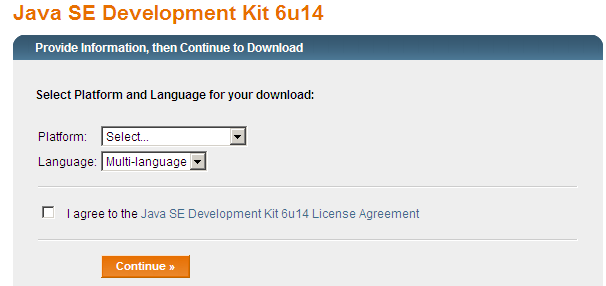 Java SE Development Kit 6u14
Provide Information, then Continue to Download
Select Platform and Language for your download:
Platform: Select...
Language: Multi-language
I agree to the Java SE Development Kit 6u14 License Agreement
Continue »